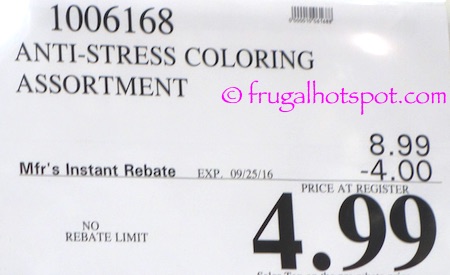 1006168
ANTI-STRESS COLORING
ASSORTMENT
© frugalhotspot.com
8.99
Mfr's Instant Rebate EXP. 09/25/16 -4.00
PRICE AT REGISTER
NO
REBATE LIMIT
4.99